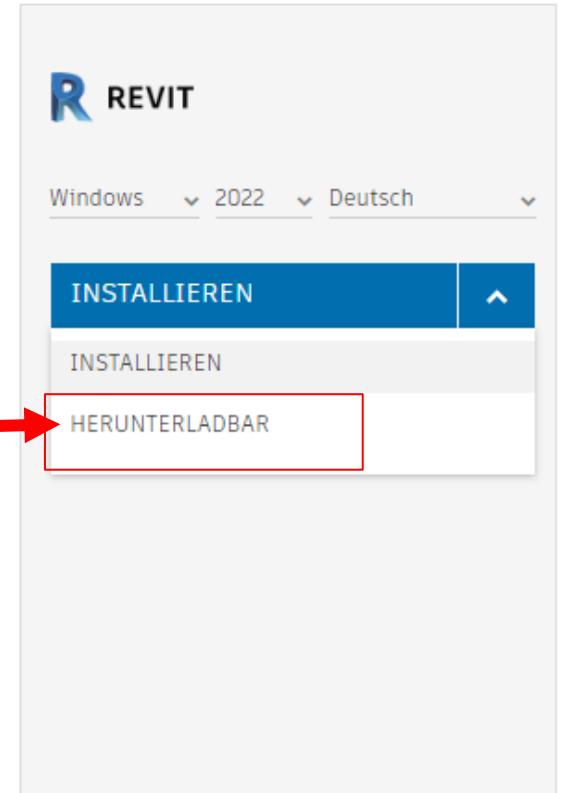 REVIT
Windows 2022 Deutsch
INSTALLIEREN
INSTALLIEREN
HERUNTERLADBAR